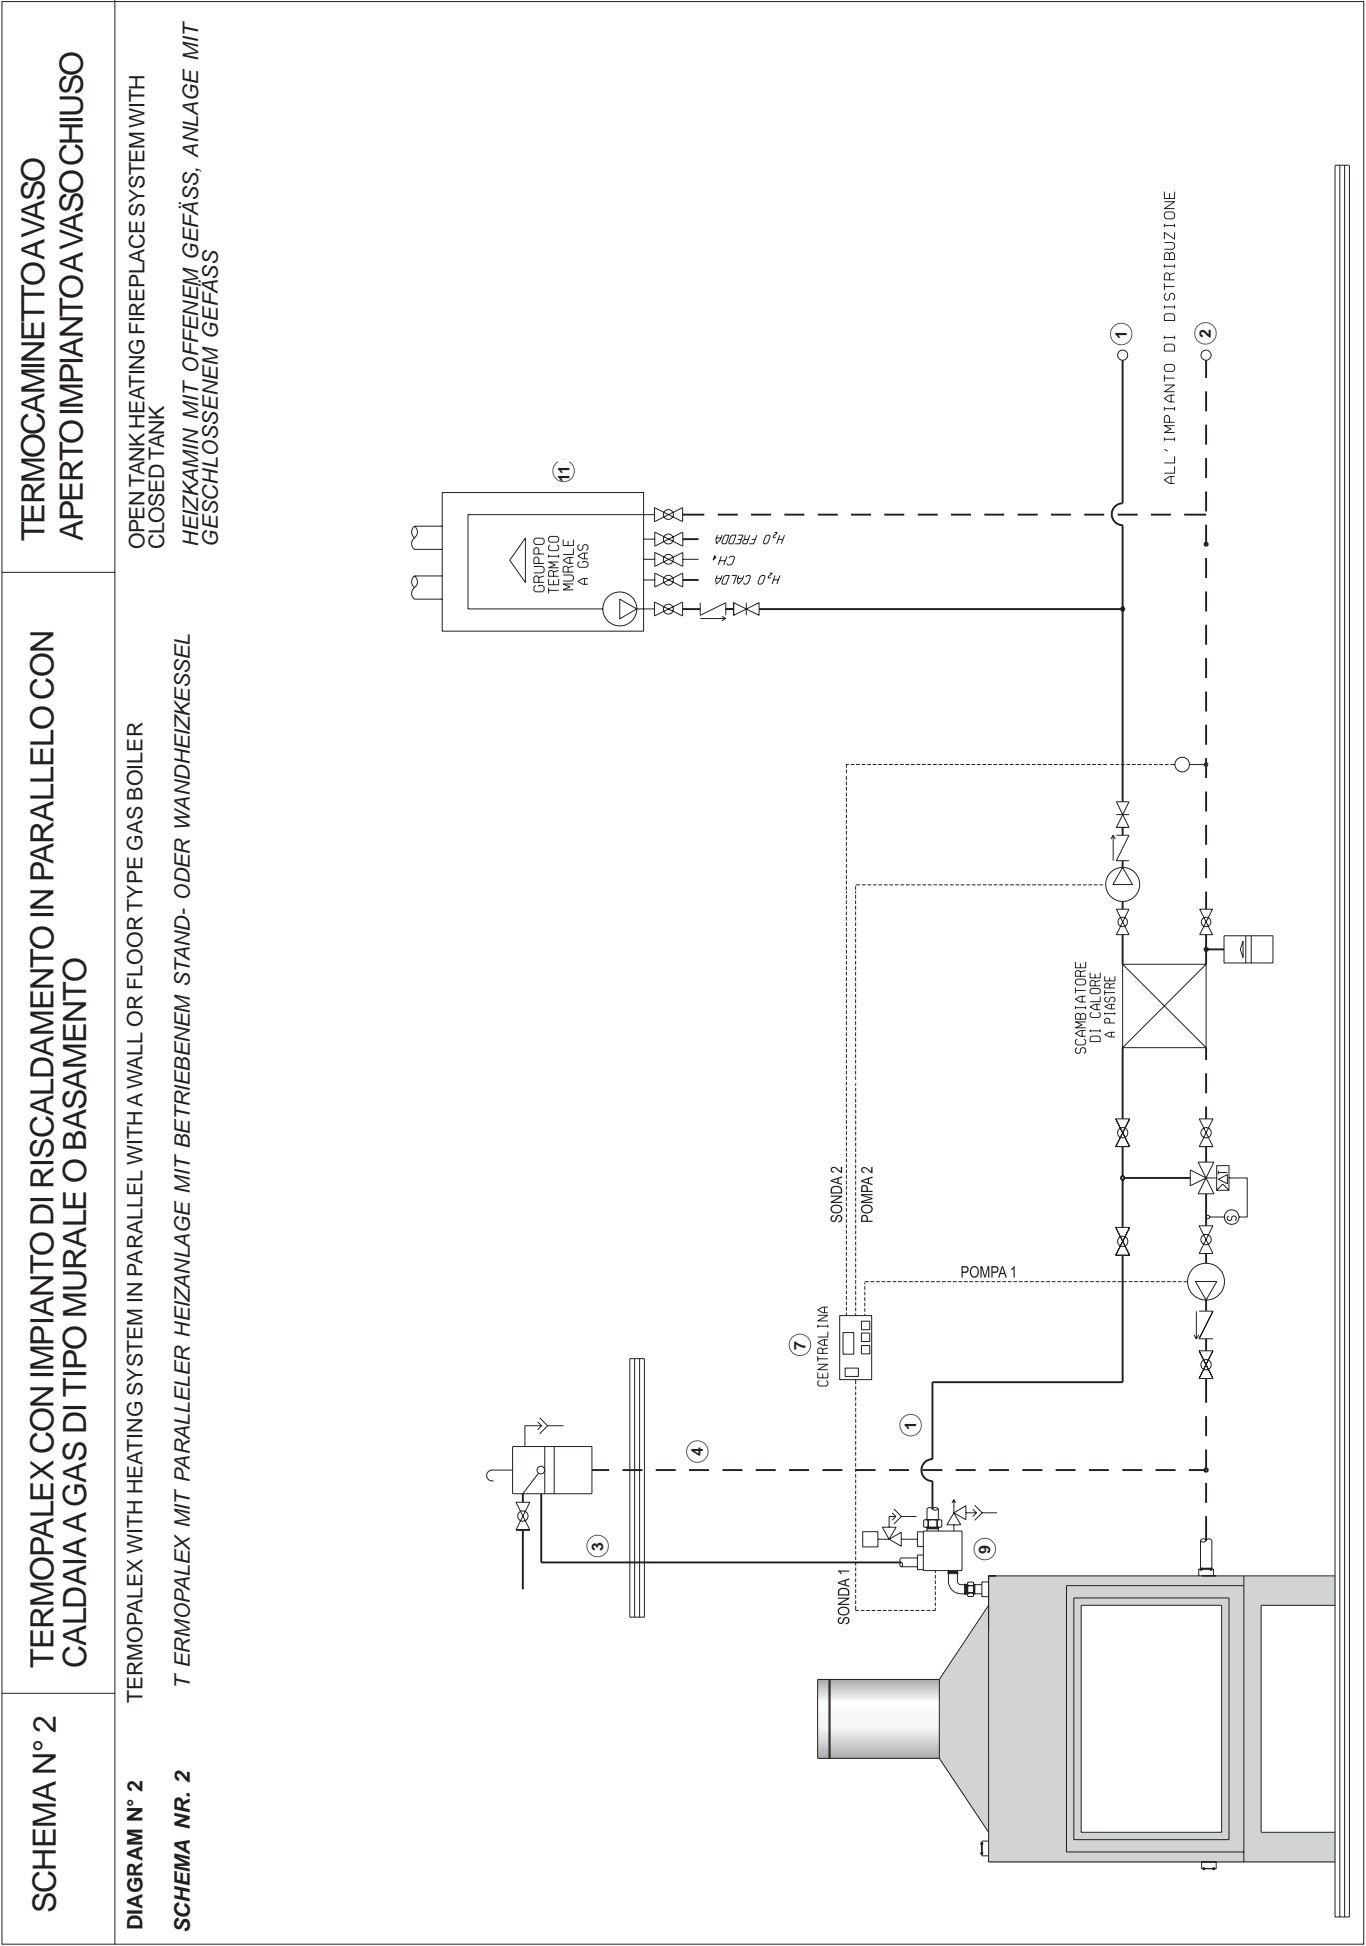 SCHEMA N° 2
TERMOPALEX CON IMPIANTO DI RISCALDAMENTO IN PARALLELO CON
CALDAIA A GAS DI TIPO MURALE O BASAMENTO
TERMOCAMINETTO A VASO
APERTO IMPIANTO A VASO CHIUSO
DIAGRAM N° 2
TERMOPALEX WITH HEATING SYSTEM IN PARALLEL WITH A WALL OR FLOOR TYPE GAS BOILER
OPEN TANK HEATING FIREPLACE SYSTEM WITH
CLOSED TANK
SCHEMA NR. 2
T ERMOPALEX MIT PARALLELER HEIZANLAGE MIT BETRIEBENEM STAND- ODER WANDHEIZKESSEL
HEIZKAMIN MIT OFFENEM GEFÄSS, ANLAGE MIT
GESCHLOSSENEM GEFÄSS
11
GRUPPO
TERMICO
MURALE
A GAS
H₂O CALDA
CH₄
H₂O FREDDA
3
4
7
CENTRALINA
SONDA 1
SONDA 2
POMPA 2
POMPA 1
9
1
S
SCAMBIATORE
DI CALORE
A PIASTRE
1
ALL' IMPIANTO DI DISTRIBUZIONE
2